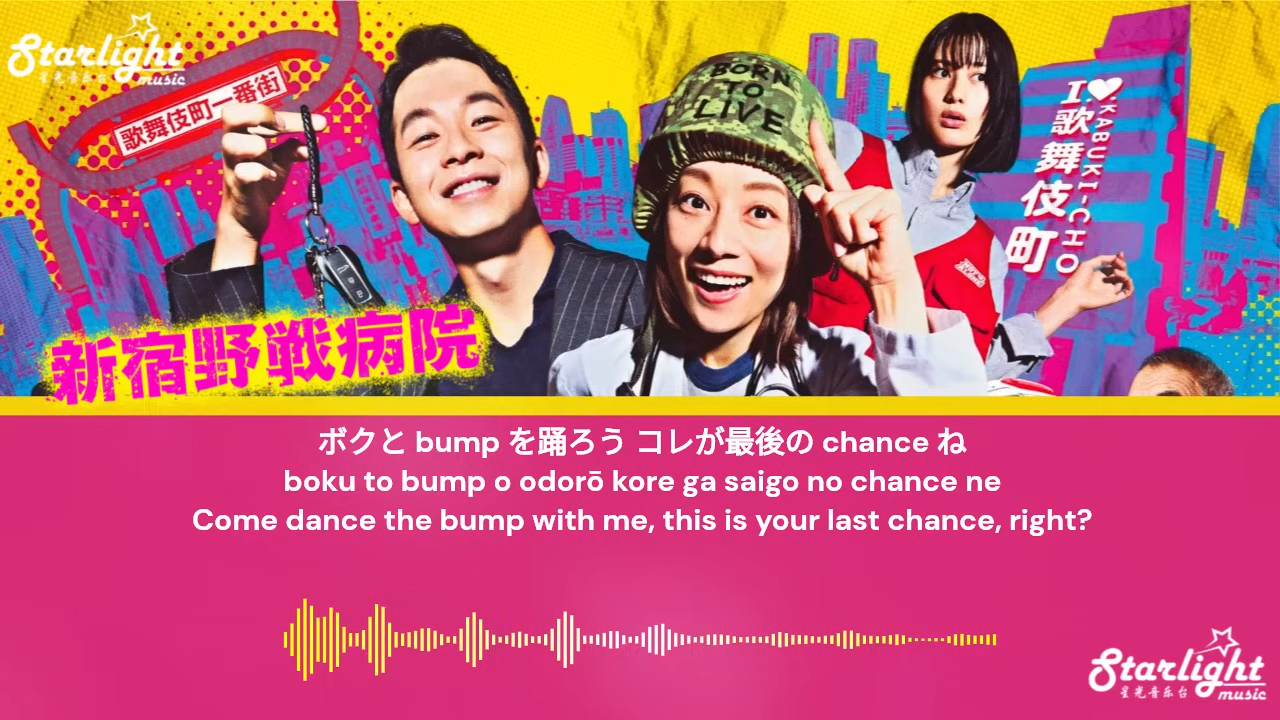 Starlight
星光音乐台 music
歌舞伎町一番街
BORN
TO
LIVE
I♥歌舞伎町
KABUKI-CHO
新宿野戦病院
ボクと bump を踊ろう コレが最後の chance ね
boku to bump o odorō kore ga saigo no chance ne
Come dance the bump with me, this is your last chance, right?
Starlight
星光音乐台 music